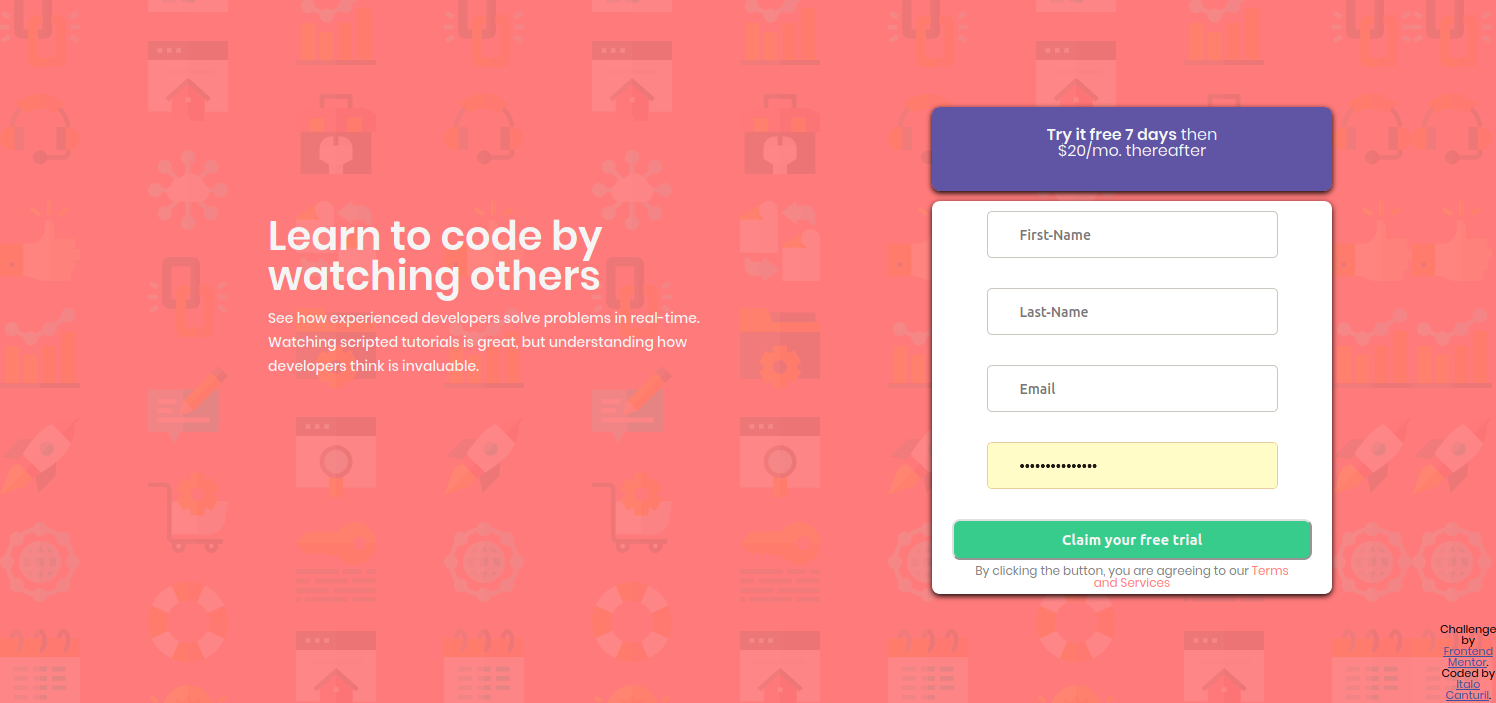 Learn to code by
watching others
See how experienced developers solve problems in real-time.
Watching scripted tutorials is great, but understanding how
developers think is invaluable.
Try it free 7 days then
$20/mo. thereafter
First-Name
Last-Name
Email
•••••••••••••••
Claim your free trial
By clicking the button, you are agreeing to our Terms
and Services
Challenge
by
Frontend
Mentor.
Coded by
Italo
Canturil.